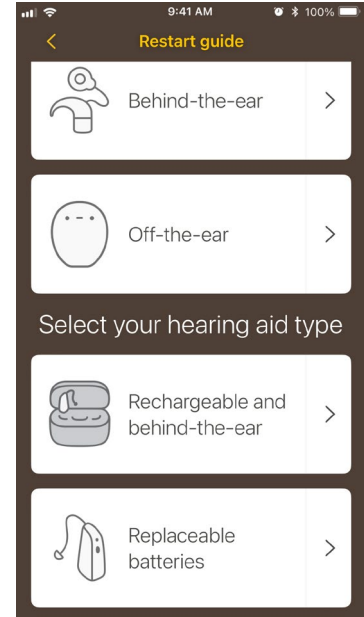 9:41 AM
100%
Restart guide
Behind-the-ear
Off-the-ear
Select your hearing aid type
Rechargeable and
behind-the-ear
Replaceable
batteries